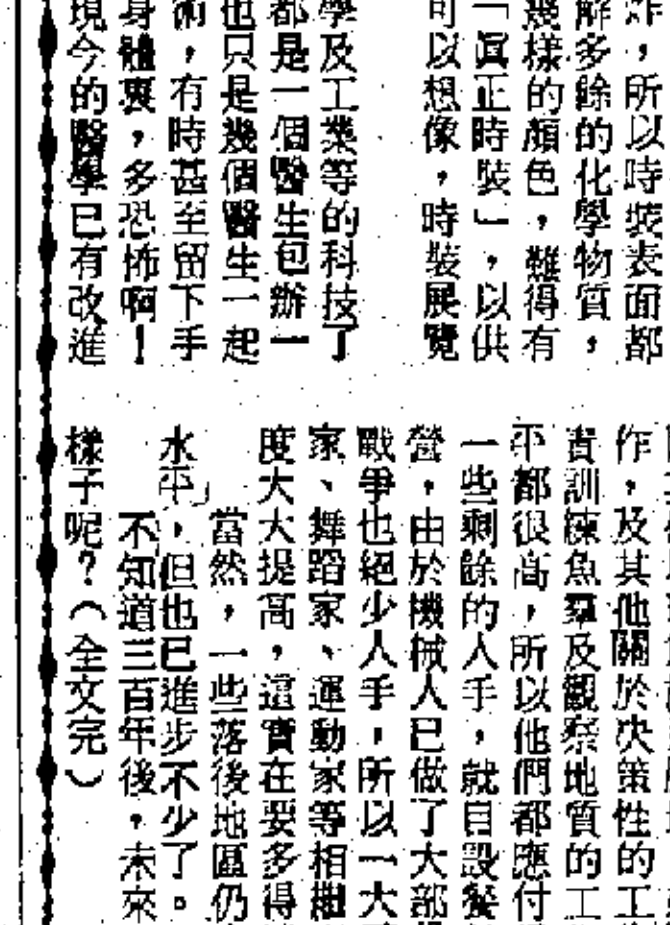 炸，所以時裝表面都
解多餘的化學物質，
幾樣的顏色，難得有
「眞正時裝」，以供
可以想像，時裝展覽
學及工業等的科技了
都是一個醫生包辦一
也只是幾個醫生一起
術，有時甚至留下手
身體裏，多恐怖啊！
現今的醫學已有改進
作，及其他關於决策性的工
責訓練魚羣及觀察地質的工
平都很高，所以他們都應付
一些剩餘的人手，就自設餐
營，由於機械人已做了大部
戰爭也絕少人手，所以一大
家、舞蹈家、運動家等相繼
度大大提高，這實在要多得
當然，一些落後地區仍
水平，但也已進步不少了。
不知道三百年後，未來
樣子呢？（全文完）